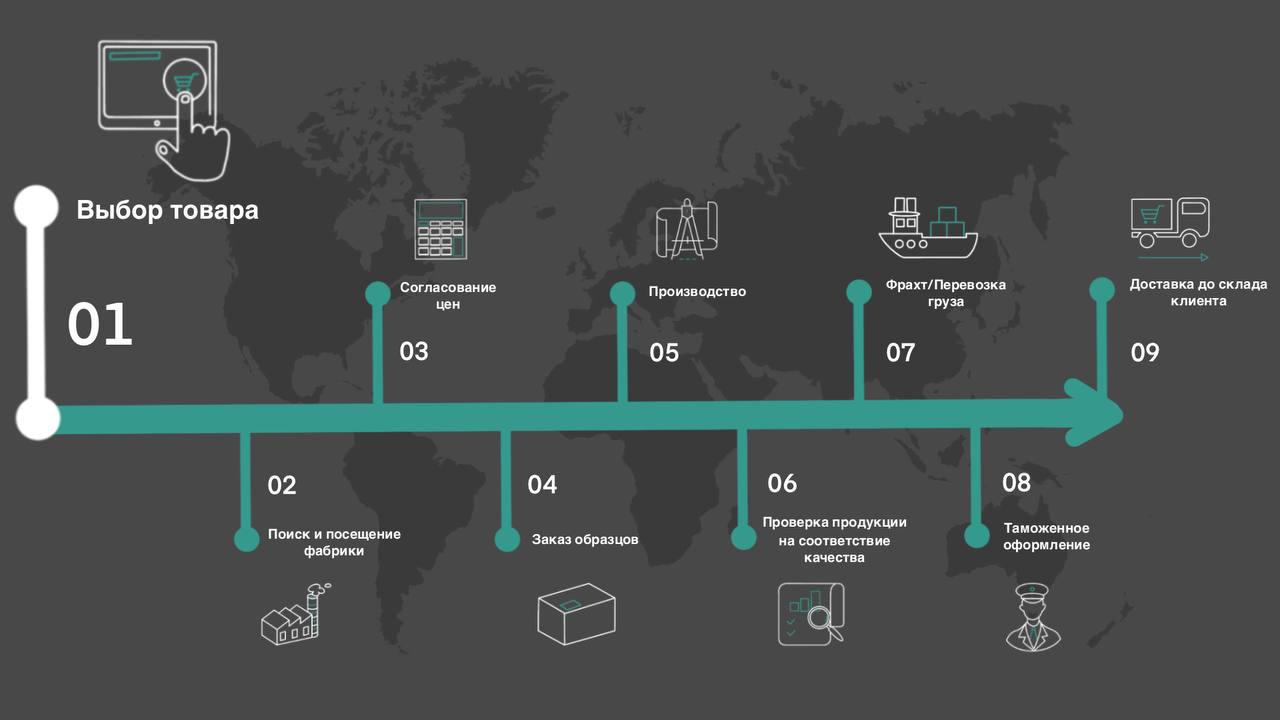 Выбор товара
01
02
Поиск и посещение
фабрики
Согласование
цен
03
04
Заказ образцов
Производство
05
06
Проверка продукции
на соответствие
качества
Фрахт/Перевозка
груза
07
08
Таможенное
оформление
Доставка до склада
клиента
09